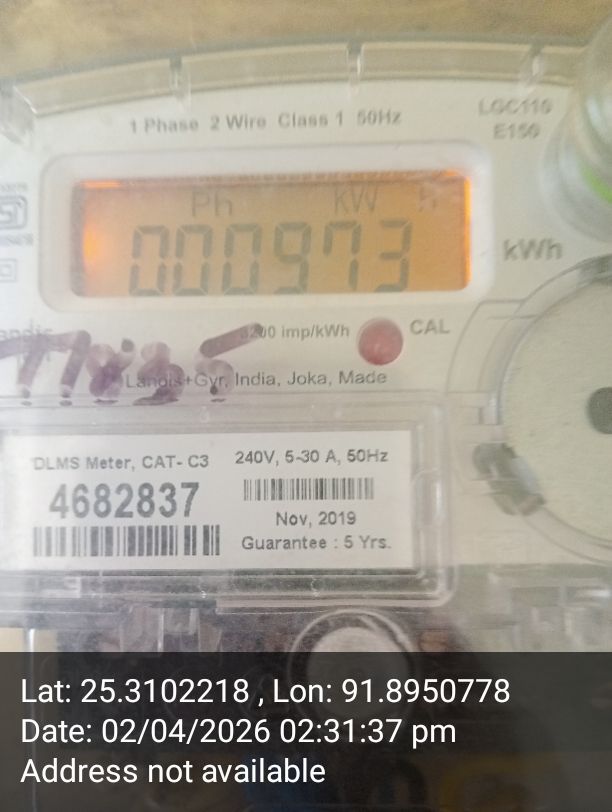 1 Phase 2 Wire Class 1 50Hz
LGC110
E150
Ph kW h
000973
kWh
3200 imp/kWh
CAL
Landis+Gyr, India, Joka, Made
DLMS Meter, CAT- C3
240V, 5-30 A, 50Hz
4682837
Nov, 2019
Guarantee : 5 Yrs.
Lat: 25.3102218 , Lon: 91.8950778
Date: 02/04/2026 02:31:37 pm
Address not available